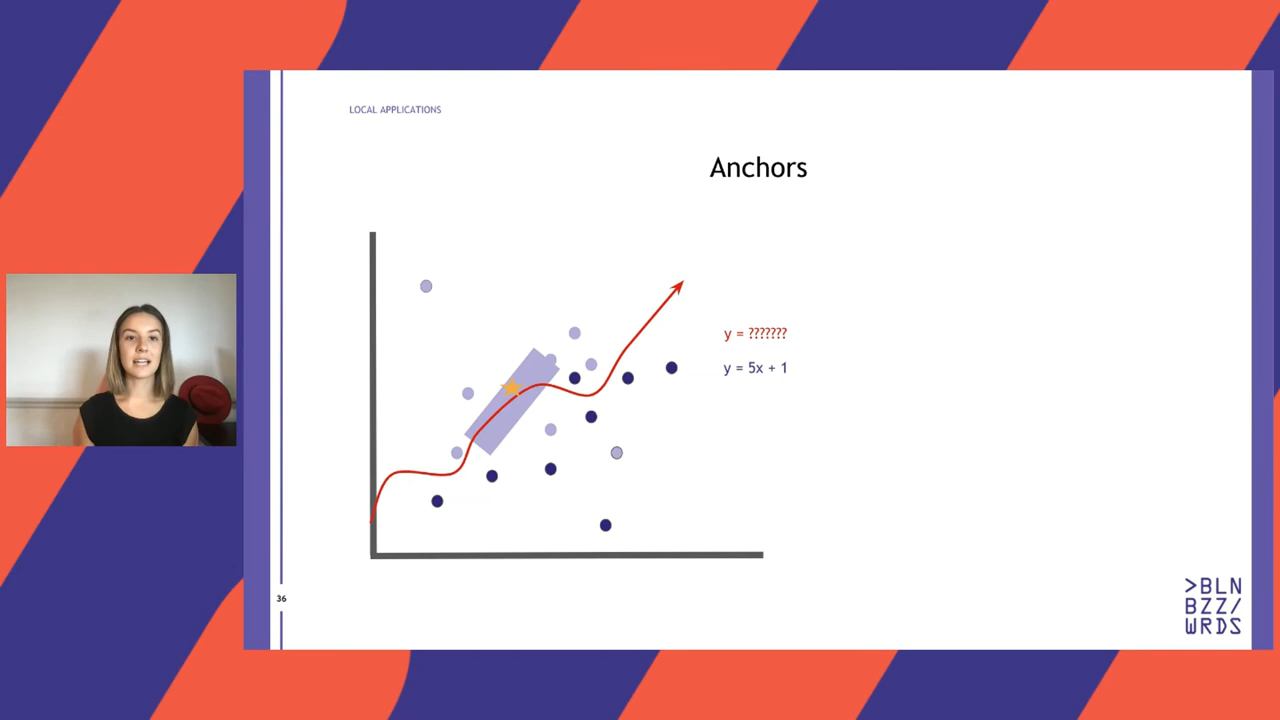 LOCAL APPLICATIONS
Anchors
y = ???????
y = 5x + 1
36
>BLN
BZZ/
WRDS